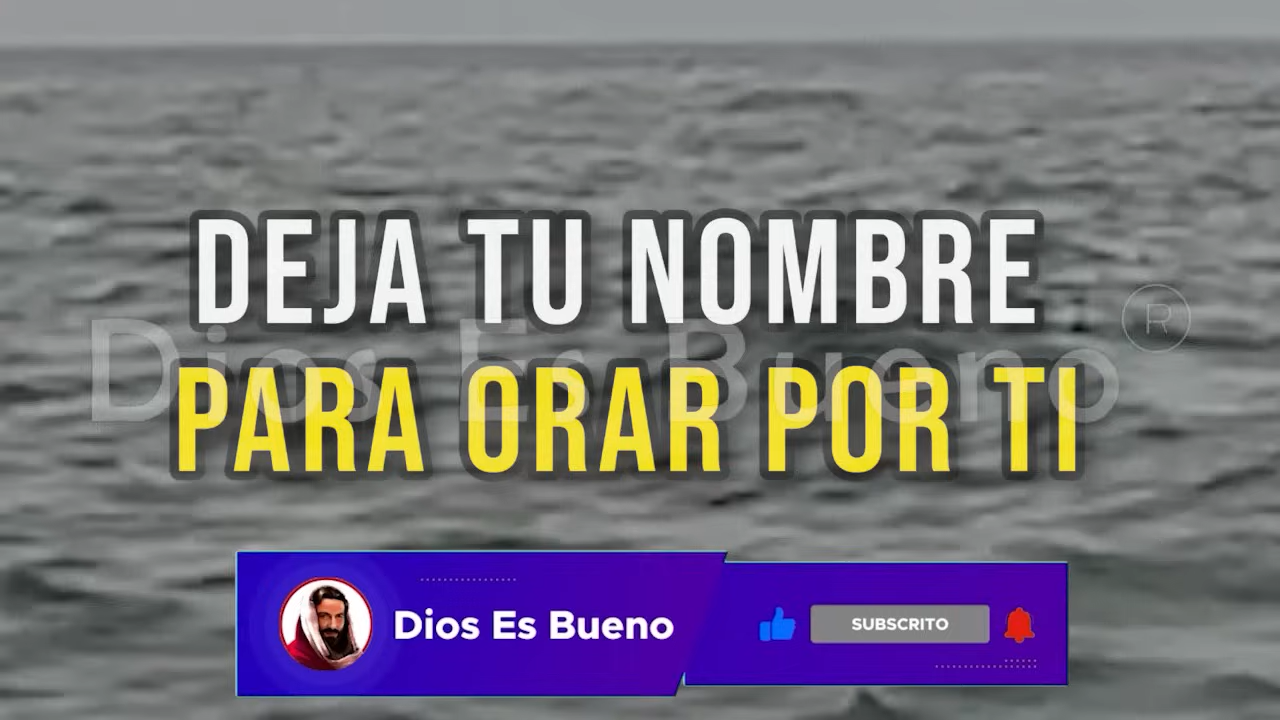 DEJA TU NOMBRE
Dios Es Bueno ®
PARA ORAR POR TI
Dios Es Bueno
SUBSCRITO